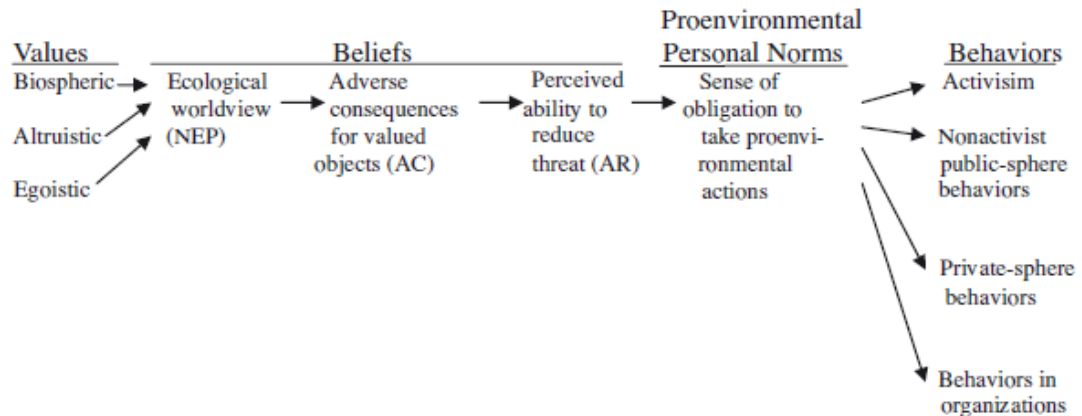 Values
Beliefs
Proenvironmental
Personal Norms
Behaviors
Biospheric
Altruistic
Egoistic
Ecological
worldview
(NEP)
Adverse
consequences
for valued
objects (AC)
Perceived
ability to
reduce
threat (AR)
Sense of
obligation to
take proenvi-
ronmental
actions
Activisim
Nonactivist
public-sphere
behaviors
Private-sphere
behaviors
Behaviors in
organizations